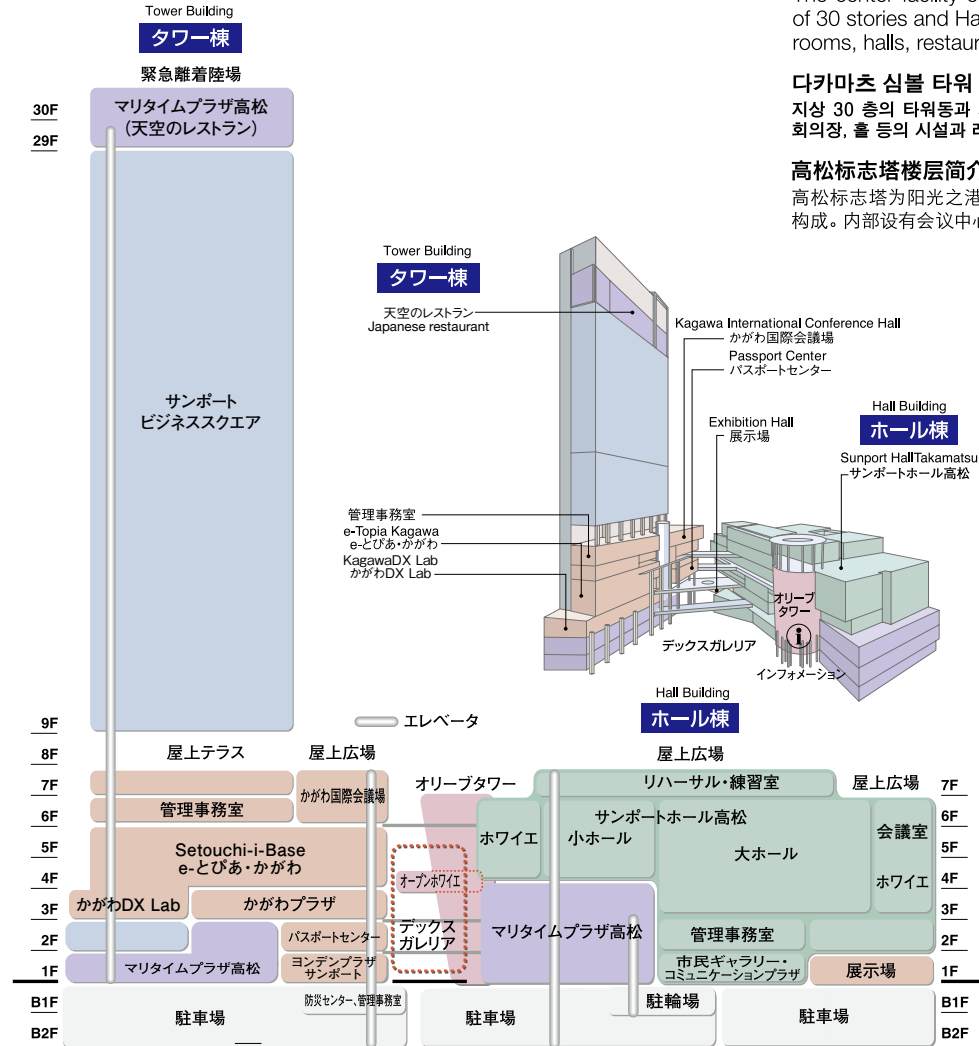 Tower Building
タワー棟
緊急離着陸場
30F
マリタイムプラザ高松
(天空のレストラン)
29F
サンポート
ビジネススクエア
9F
8F
屋上テラス
屋上広場
7F
かがわ国際会議場
6F
管理事務室
5F
Setouchi-i-Base
e-とぴあ・かがわ
4F
3F
かがわDX Lab
かがわプラザ
2F
パスポートセンター
1F
マリタイムプラザ高松
ヨンデンプラザ
サンポート
B1F
防災センター、管理事務室
駐車場
B2F
エレベータ
オリーブタワー
オープンホワイエ
デックス
ガレリア
Hall Building
ホール棟
屋上広場
リハーサル・練習室
屋上広場
7F
サンポートホール高松
6F
ホワイエ
小ホール
大ホール
会議室
5F
ホワイエ
4F
3F
マリタイムプラザ高松
管理事務室
2F
市民ギャラリー・
コミュニケーションプラザ
展示場
1F
駐車場
駐輪場
駐車場
B1F
B2F
of 30 stories and Ha
rooms, halls, restaur
다카마츠 심볼 타워
지상 30 층의 타워동과
회의장, 홀 등의 시설과
高松标志塔楼层简介
高松标志塔为阳光之港
构成。内部设有会议中心
Tower Building
タワー棟
天空のレストラン
Japanese restaurant
Kagawa International Conference Hall
かがわ国際会議場
Passport Center
パスポートセンター
Exhibition Hall
展示場
Hall Building
ホール棟
Sunport HallTakamatsu
サンポートホール高松
管理事務室
e-Topia Kagawa
e-とぴあ・かがわ
KagawaDX Lab
かがわDX Lab
オリーブ
タワー
i
デックスガレリア
インフォメーション